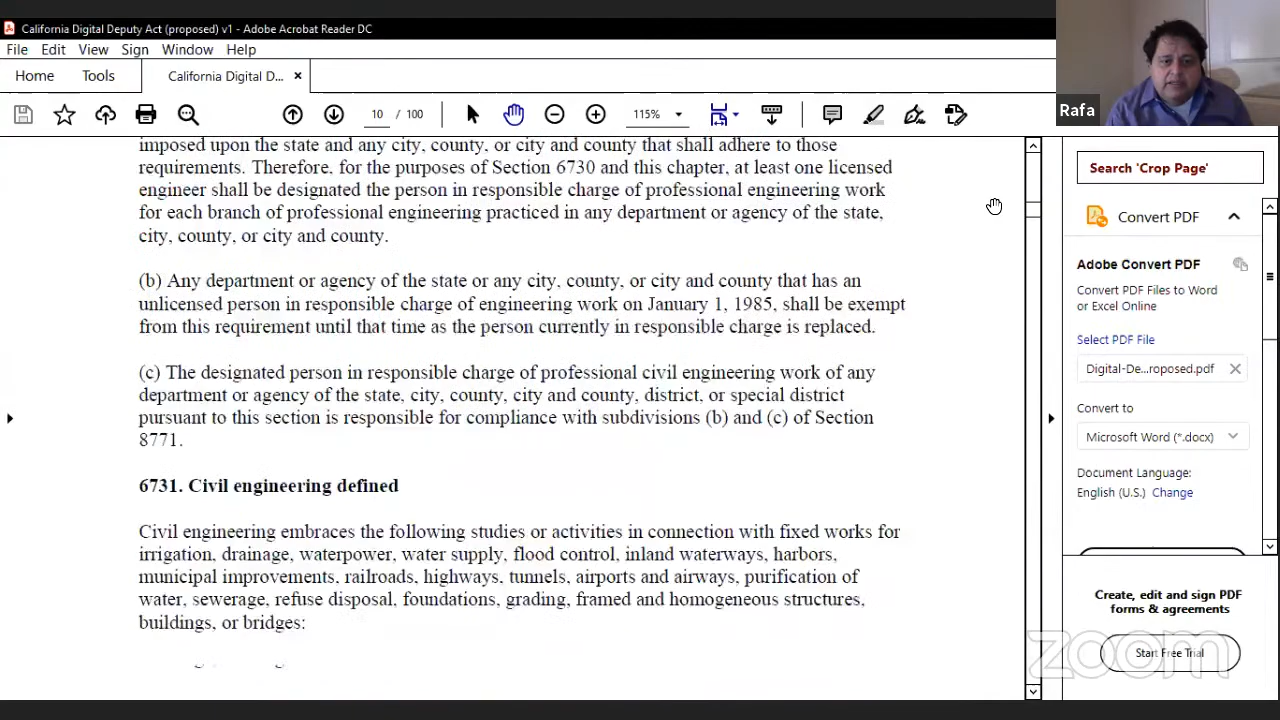 California Digital Deputy Act (proposed) v1 - Adobe Acrobat Reader DC
File Edit View Sign Window Help
Home Tools California Digital D... ×
10 / 100 115%
Rafa
imposed upon the state and any city, county, or city and county that shall adhere to those
requirements. Therefore, for the purposes of Section 6730 and this chapter, at least one licensed
engineer shall be designated the person in responsible charge of professional engineering work
for each branch of professional engineering practiced in any department or agency of the state,
city, county, or city and county.
(b) Any department or agency of the state or any city, county, or city and county that has an
unlicensed person in responsible charge of engineering work on January 1, 1985, shall be exempt
from this requirement until that time as the person currently in responsible charge is replaced.
(c) The designated person in responsible charge of professional civil engineering work of any
department or agency of the state, city, county, city and county, district, or special district
pursuant to this section is responsible for compliance with subdivisions (b) and (c) of Section
8771.
6731. Civil engineering defined
Civil engineering embraces the following studies or activities in connection with fixed works for
irrigation, drainage, waterpower, water supply, flood control, inland waterways, harbors,
municipal improvements, railroads, highways, tunnels, airports and airways, purification of
water, sewerage, refuse disposal, foundations, grading, framed and homogeneous structures,
buildings, or bridges:
Search 'Crop Page'
Convert PDF
Adobe Convert PDF
Convert PDF Files to Word
or Excel Online
Select PDF File
Digital-De...roposed.pdf
Convert to
Microsoft Word (*.docx)
Document Language:
English (U.S.) Change
Create, edit and sign PDF
forms & agreements
Start Free Trial
zoom